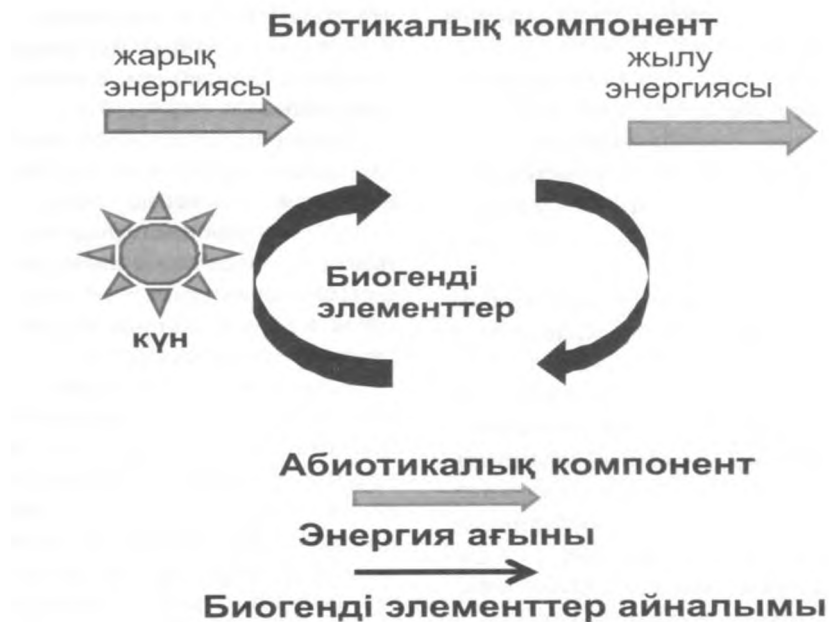 Биотикалық компонент
жарық
энергиясы
жылу
энергиясы
Биогенді
элементтер
күн
Абиотикалық компонент
Энергия ағыны
Биогенді элементтер айналымы